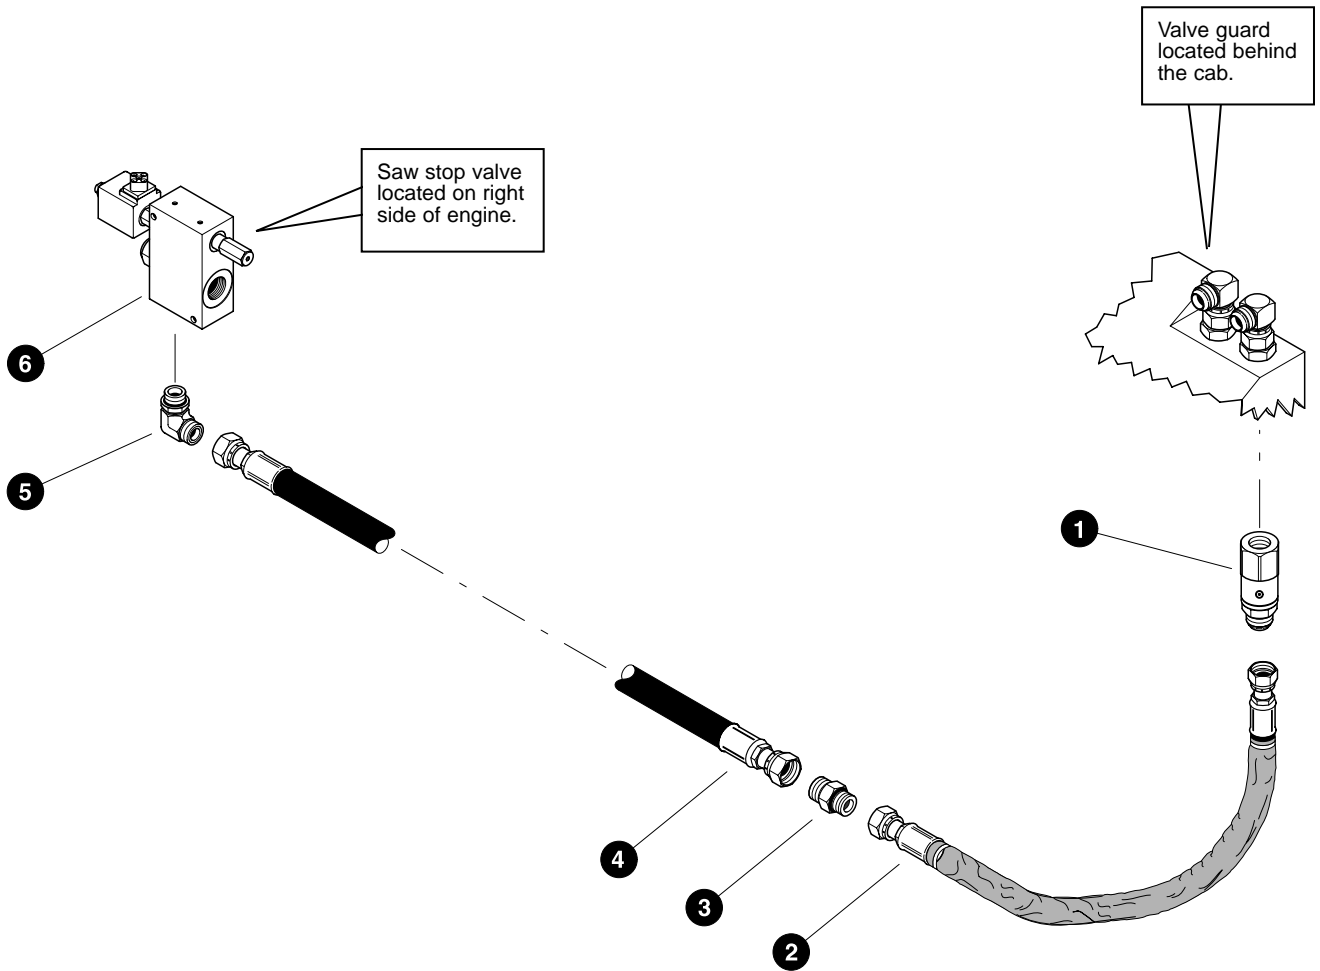 Valve guard
located behind
the cab.
Saw stop valve
located on right
side of engine.
6
5
1
4
3
2